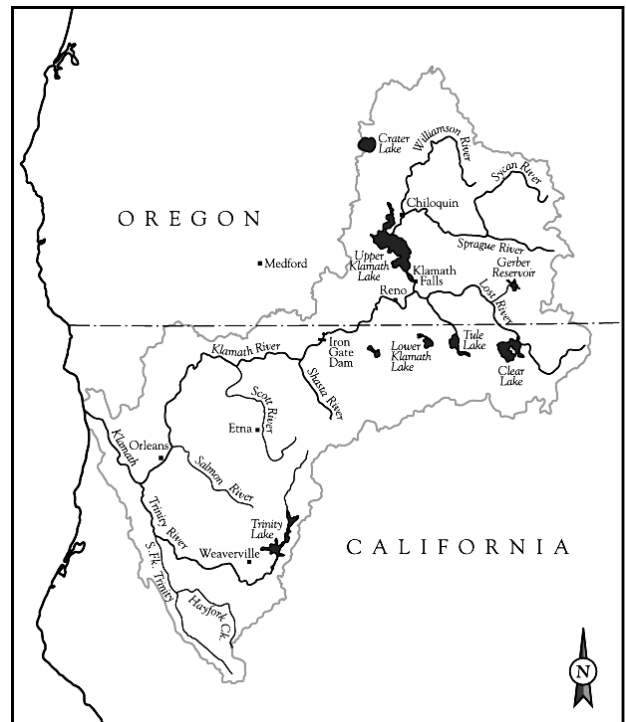 Crater
Lake
Williamson
River
Sycan River
Chiloquin
OREGON
Sprague River
Upper
Klamath
Lake
Medford
Klamath
Falls
Gerber
Reservoir
Reno
Lost River
Klamath River
Iron
Gate
Dam
Lower
Klamath
Lake
Tule
Lake
Clear
Lake
Shasta River
Scott
River
Etna
Klamath
Orleans
Salmon
River
Trinity
River
Trinity
Lake
Weaverville
CALIFORNIA
S.Fk. Trinity
Hayfork Ck.
N